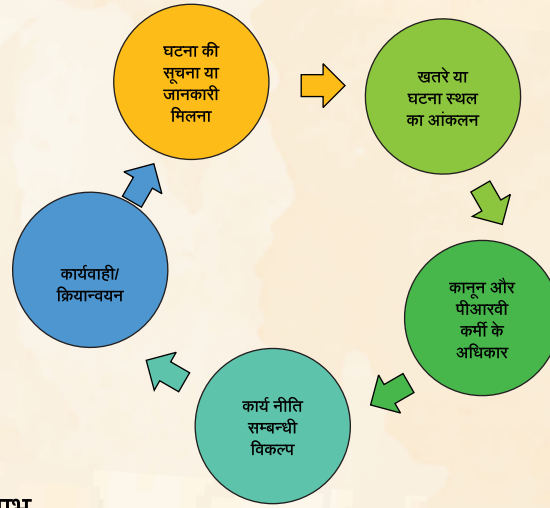 घटना की
सूचना या
जानकारी
मिलना
खतरे या
घटना स्थल
का आंकलन
कानून और
पीआरवी
कर्मी के
अधिकार
कार्य नीति
सम्बन्धी
विकल्प
कार्यवाही/
क्रियान्वयन